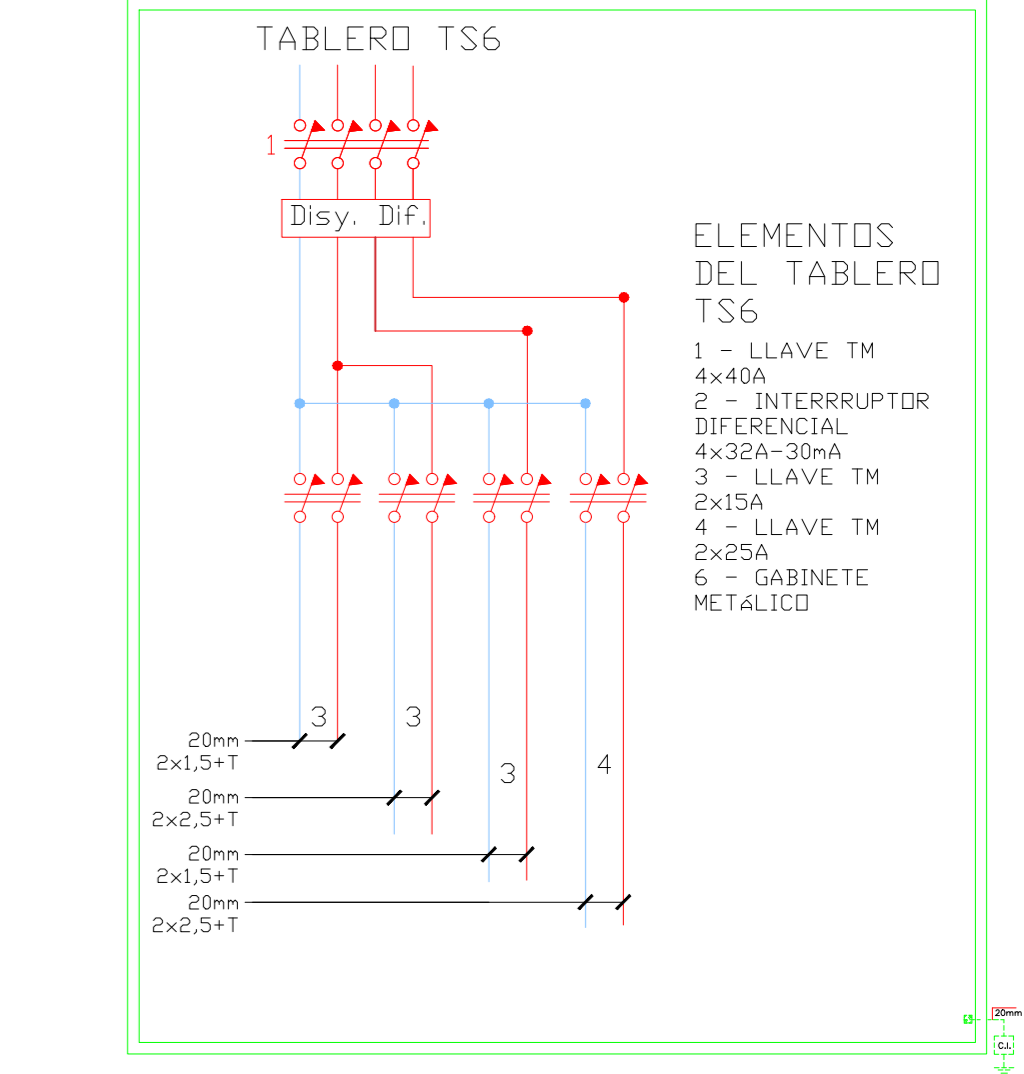 TABLERO TS6
1
Disy. Dif.
ELEMENTOS
DEL TABLERO
TS6
1 - LLAVE TM
4x40A
2 - INTERRRUPTOR
DIFERENCIAL
4x32A-30mA
3 - LLAVE TM
2x15A
4 - LLAVE TM
2x25A
6 - GABINETE
METáLICO
3
3
3
4
20mm
2x1,5+T
20mm
2x2,5+T
20mm
2x1,5+T
20mm
2x2,5+T
20mm
C.I.